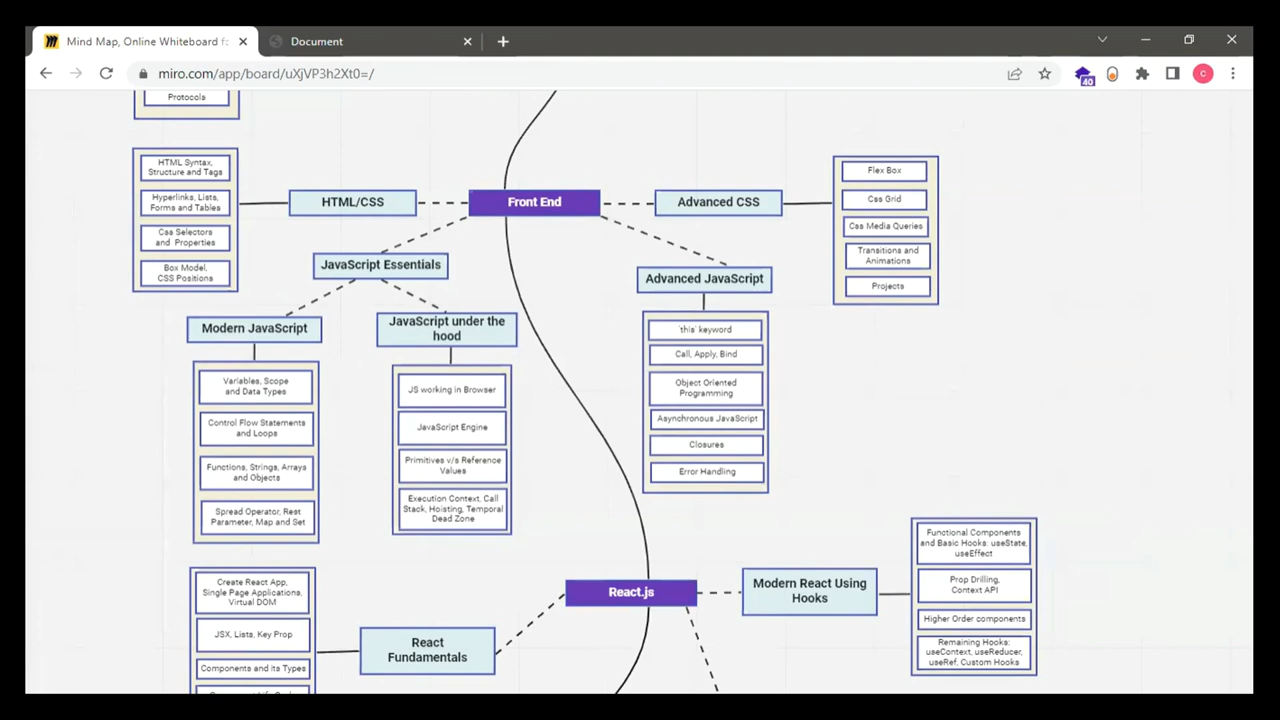 Mind Map, Online Whiteboard fo
Document
miro.com/app/board/uXjVP3h2Xt0=/
40
C
Protocols
HTML Syntax,
Structure and Tags
Hyperlinks, Lists,
Forms and Tables
Css Selectors
and Properties
Box Model,
CSS Positions
HTML/CSS
Front End
Advanced CSS
Flex Box
Css Grid
Css Media Queries
Transitions and
Animations
Projects
JavaScript Essentials
Advanced JavaScript
Modern JavaScript
JavaScript under the
hood
Variables, Scope
and Data Types
Control Flow Statements
and Loops
Functions, Strings, Arrays
and Objects
Spread Operator, Rest
Parameter, Map and Set
JS working in Browser
JavaScript Engine
Primitives v/s Reference
Values
Execution Context, Call
Stack, Hoisting, Temporal
Dead Zone
'this' keyword
Call, Apply, Bind
Object Oriented
Programming
Asynchronous JavaScript
Closures
Error Handling
React.js
Modern React Using
Hooks
Functional Components
and Basic Hooks: useState,
useEffect
Prop Drilling,
Context API
Higher Order components
Remaining Hooks:
useContext, useReducer,
useRef, Custom Hooks
React
Fundamentals
Create React App,
Single Page Applications,
Virtual DOM
JSX, Lists, Key Prop
Components and its Types